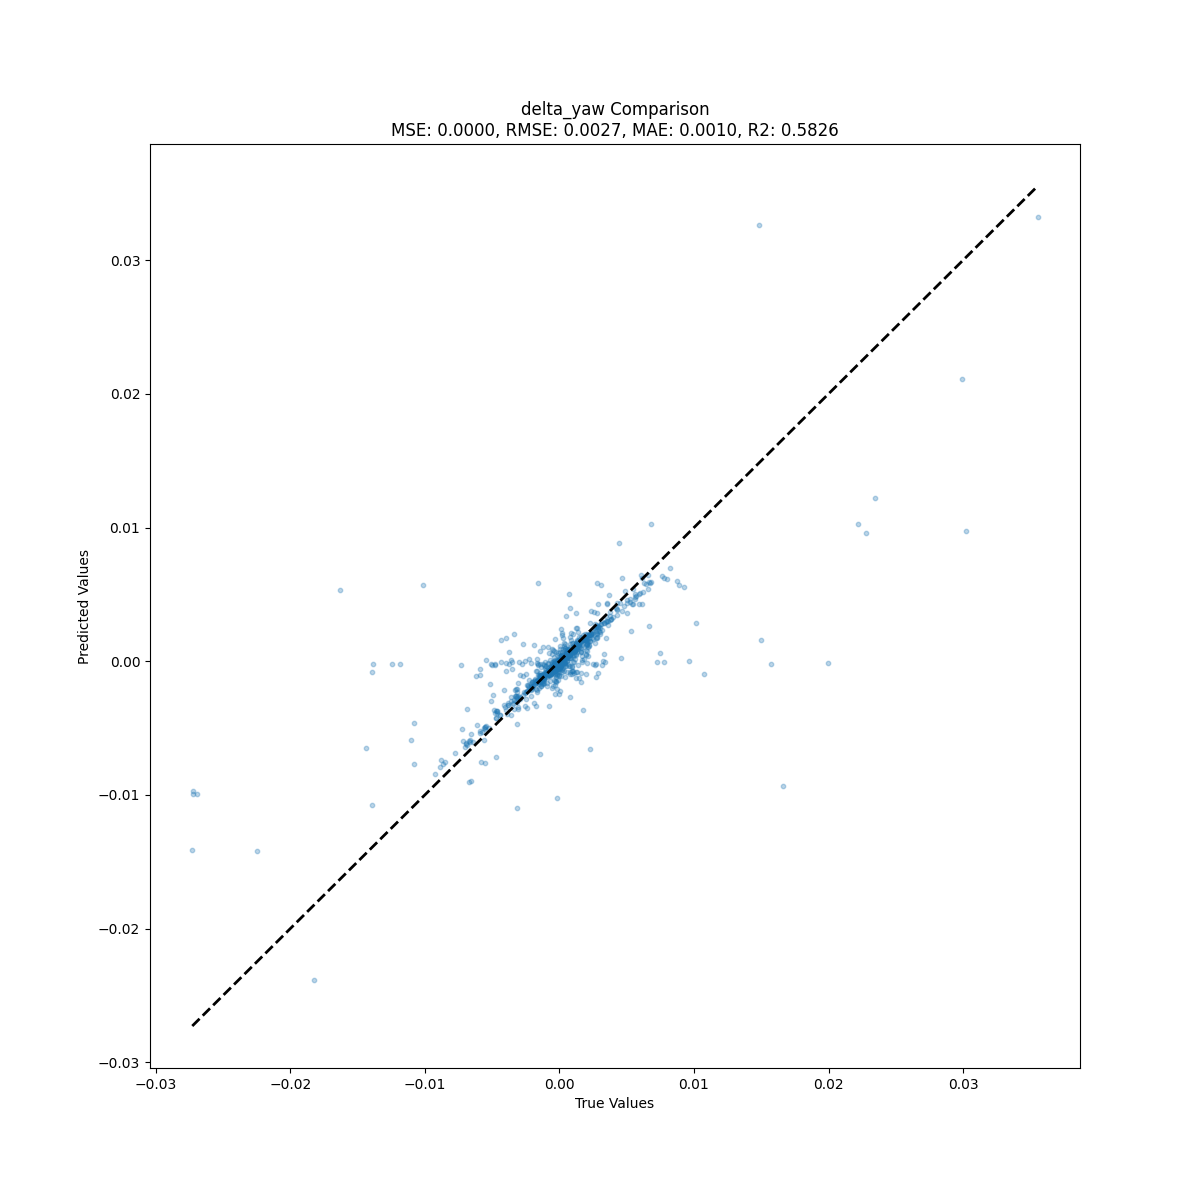 delta_yaw Comparison
MSE: 0.0000, RMSE: 0.0027, MAE: 0.0010, R2: 0.5826
0.03
0.02
0.01
0.00
−0.01
−0.02
−0.03
Predicted Values
−0.03 −0.02 −0.01 0.00 0.01 0.02 0.03
True Values